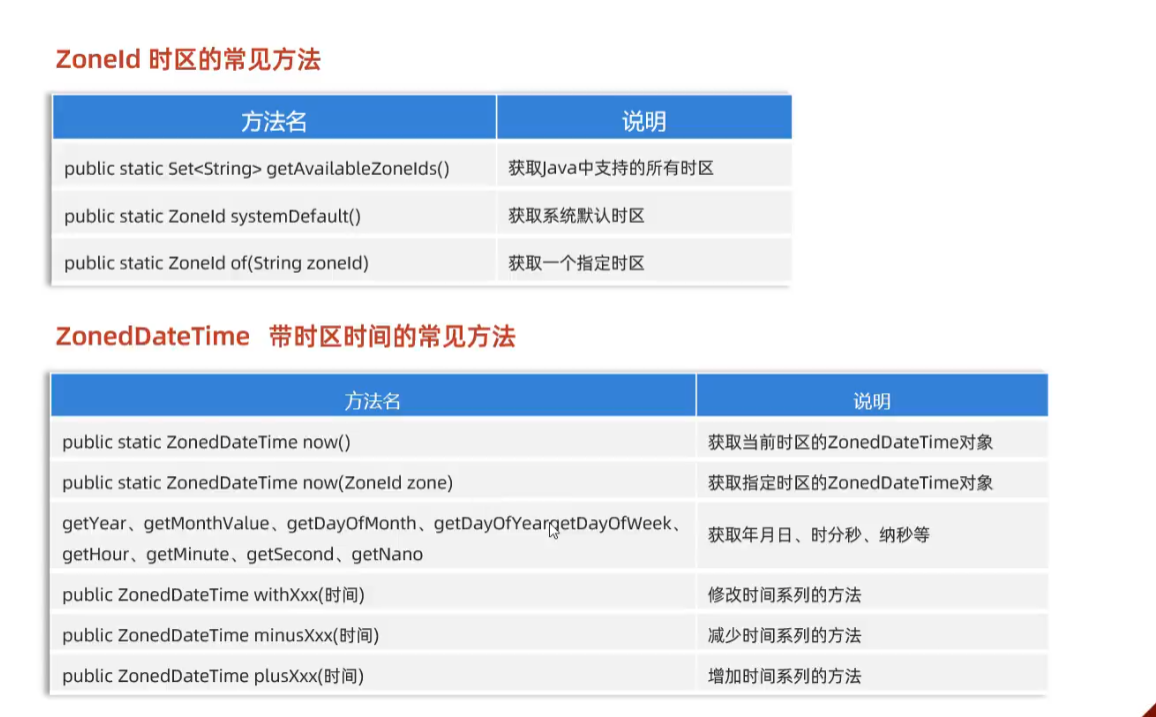 ZoneId 时区的常见方法
方法名 说明
public static Set<String> getAvailableZoneIds() 获取Java中支持的所有时区
public static ZoneId systemDefault() 获取系统默认时区
public static ZoneId of(String zoneId) 获取一个指定时区
ZonedDateTime 带时区时间的常见方法
方法名 说明
public static ZonedDateTime now() 获取当前时区的ZonedDateTime对象
public static ZonedDateTime now(ZoneId zone) 获取指定时区的ZonedDateTime对象
getYear、getMonthValue、getDayOfMonth、getDayOfYeargetDayOfWeek、
getHour、getMinute、getSecond、getNano 获取年月日、时分秒、纳秒等
public ZonedDateTime withXxx(时间) 修改时间系列的方法
public ZonedDateTime minusXxx(时间) 减少时间系列的方法
public ZonedDateTime plusXxx(时间) 增加时间系列的方法